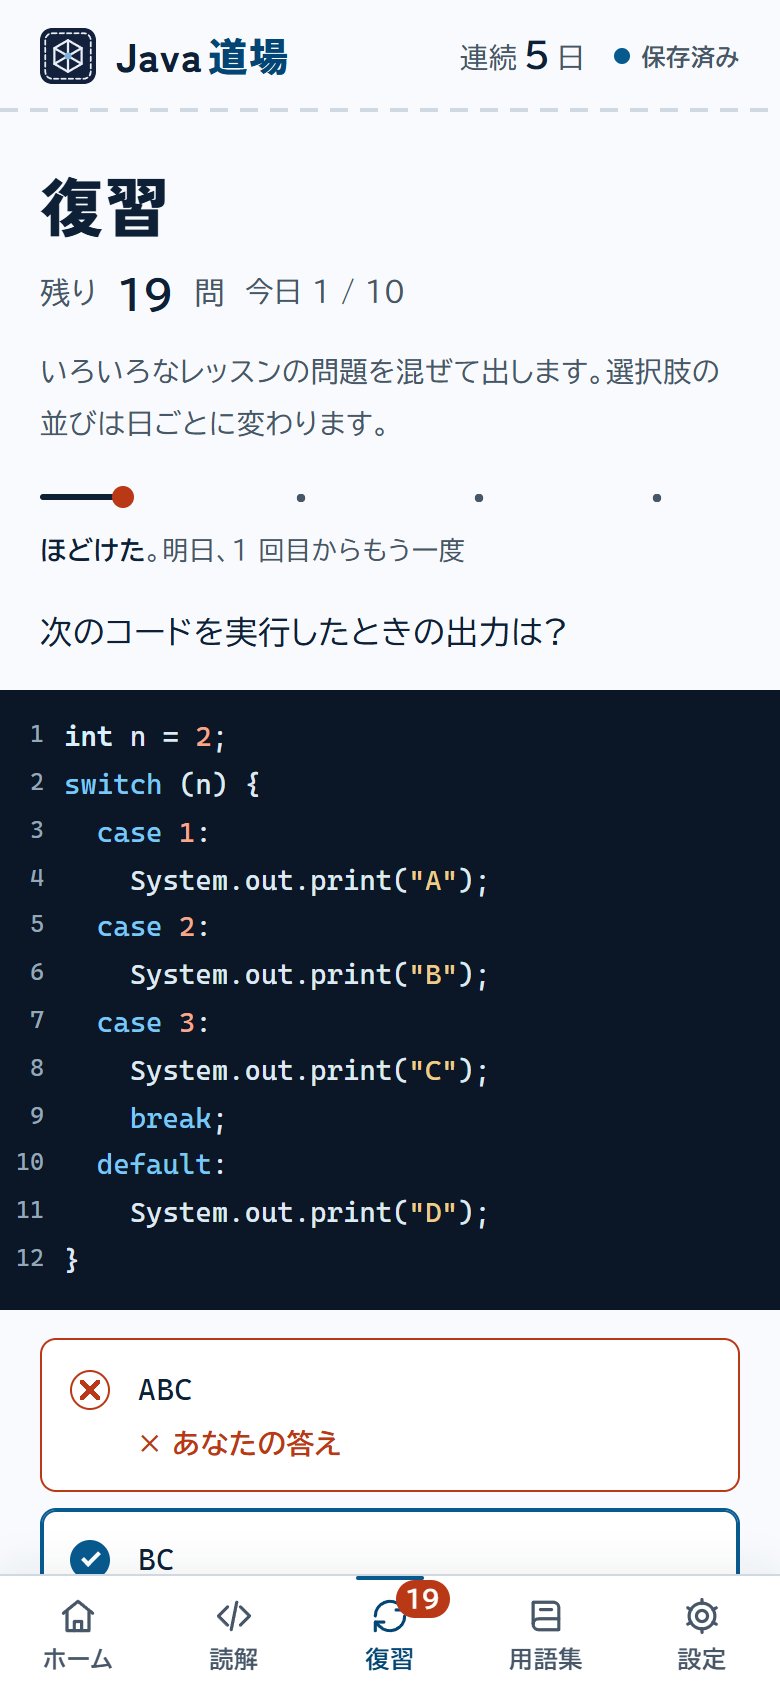 Java 道場
連続 5 日 保存済み
復習
残り 19 問 今日 1 / 10
いろいろなレッスンの問題を混ぜて出します。選択肢の
並びは日ごとに変わります。
ほどけた。明日、1 回目からもう一度
次のコードを実行したときの出力は?
1 int n = 2;
2 switch (n) {
3   case 1:
4     System.out.print("A");
5   case 2:
6     System.out.print("B");
7   case 3:
8     System.out.print("C");
9     break;
10   default:
11     System.out.print("D");
12 }
ABC
× あなたの答え
BC
19
ホーム 読解 復習 用語集 設定